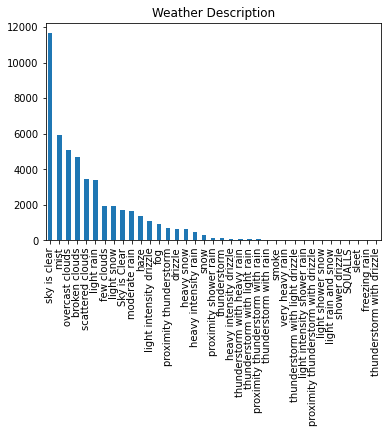 Weather Description
12000
10000
8000
6000
4000
2000
0
sky is clear
mist
overcast clouds
broken clouds
scattered clouds
light rain
few clouds
light snow
Sky is Clear
moderate rain
haze
light intensity drizzle
fog
proximity thunderstorm
drizzle
heavy snow
heavy intensity rain
snow
proximity shower rain
thunderstorm
heavy intensity drizzle
thunderstorm with heavy rain
thunderstorm with light rain
proximity thunderstorm with rain
thunderstorm with rain
smoke
very heavy rain
thunderstorm with light drizzle
light intensity shower rain
proximity thunderstorm with drizzle
light shower snow
light rain and snow
shower drizzle
SQUALLS
sleet
freezing rain
thunderstorm with drizzle